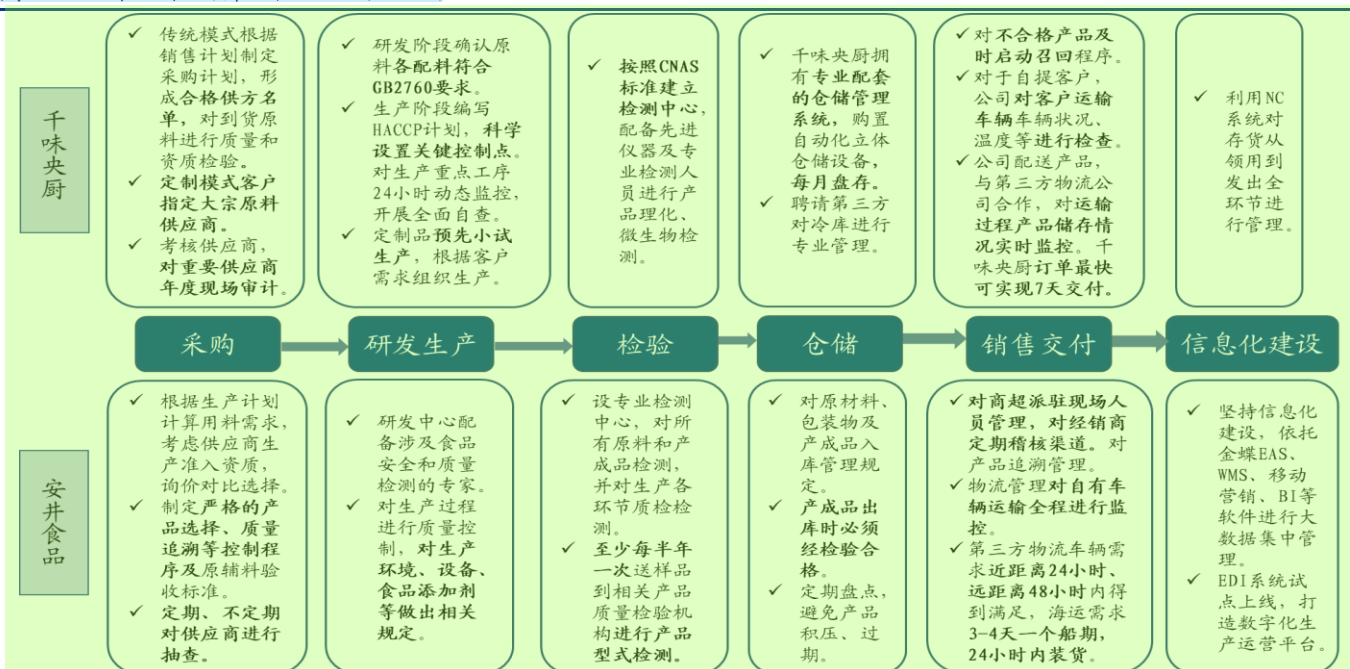 千味央厨
传统模式根据
销售计划制定
采购计划，形
成合格供方名
单，对到货原
料进行质量和
资质检验。
定制模式客户
指定大宗原料
供应商。
考核供应商，
对重要供应商
年度现场审计。
研发阶段确认原
料各配料符合
GB2760要求。
生产阶段编写
HACCP计划，科学
设置关键控制点。
对生产重点工序
24小时动态监控，
开展全面自查。
定制品预先小试
生产，根据客户
需求组织生产。
按照CNAS
标准建立
检测中心，
配备先进
仪器及专
业检测人
员进行产
品理化、
微生物检
测。
千味央厨拥
有专业配套
的仓储管理
系统，购置
自动化立体
仓储设备，
每月盘存。
聘请第三方
对冷库进行
专业管理。
对不合格产品及
时启动召回程序。
对于自提客户，
公司对客户运输
车辆车辆状况、
温度等进行检查。
公司配送产品，
与第三方物流公
司合作，对运输
过程产品储存情
况实时监控。千
味央厨订单最快
可实现7天交付。
利用NC
系统对
存货从
领用到
发出全
环节进
行管理。
采购
研发生产
检验
仓储
销售交付
信息化建设
安井食品
根据生产计划
计算用料需求，
考虑供应商生
产准入资质，
询价对比选择。
制定严格的产
品选择、质量
追溯等控制程
序及原辅料验
收标准。
定期、不定期
对供应商进行
抽查。
研发中心配
备涉及食品
安全和质量
检测的专家。
对生产过程
进行质量控
制，对生产
环境、设备、
食品添加剂
等做出相关
规定。
设专业检测
中心，对所
有原料和产
成品检测，
并对生产各
环节质检检
测。
至少每半年
一次送样品
到相关产品
质量检验机
构进行产品
型式检测。
对原材料、
包装物及
产成品入
库管理规
定。
产成品出
库时必须
经检验合
格。
定期盘点，
避免产品
积压、过
期。
对商超派驻现场人
员管理，对经销商
定期稽核渠道。对
产品追溯管理。
物流管理对自有车
辆运输全程进行监
控。
第三方物流车辆需
求近距离24小时、
远距离48小时内得
到满足，海运需求
3-4天一个船期，
24小时内装货。
坚持信息化
建设，依托
金蝶EAS、
WMS、移动
营销、BI等
软件进行大
数据集中管
理。
EDI系统试
点上线，打
造数字化生
产运营平台。